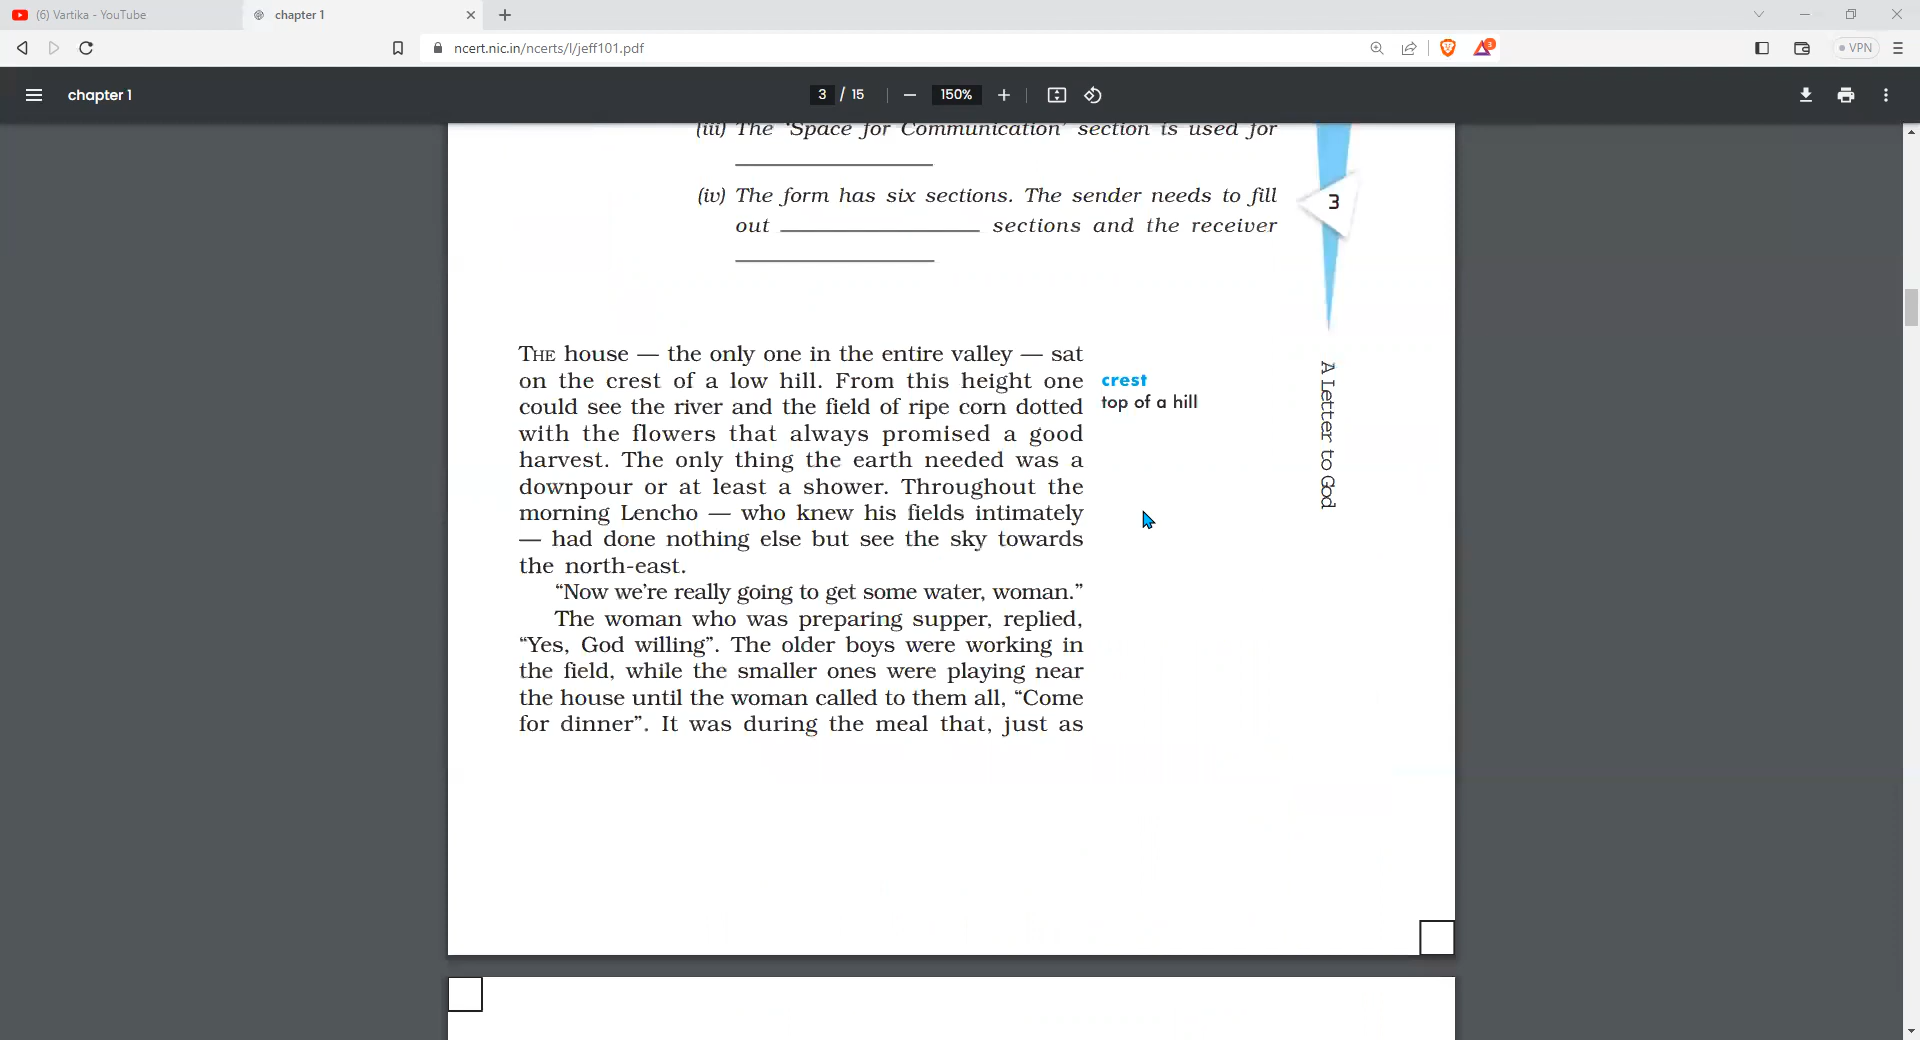 (6) Vartika - YouTube
chapter 1
ncert.nic.in/ncerts/l/jeff101.pdf
3
VPN
chapter 1
3 / 15
150%
(iii) The ‘Space for Communication’ section is used for
(iv) The form has six sections. The sender needs to fill
out ____________ sections and the receiver
____________
3
THE house — the only one in the entire valley — sat
on the crest of a low hill. From this height one
could see the river and the field of ripe corn dotted
with the flowers that always promised a good
harvest. The only thing the earth needed was a
downpour or at least a shower. Throughout the
morning Lencho — who knew his fields intimately
— had done nothing else but see the sky towards
the north-east.
“Now we’re really going to get some water, woman.”
The woman who was preparing supper, replied,
“Yes, God willing”. The older boys were working in
the field, while the smaller ones were playing near
the house until the woman called to them all, “Come
for dinner”. It was during the meal that, just as
crest
top of a hill
A Letter to God